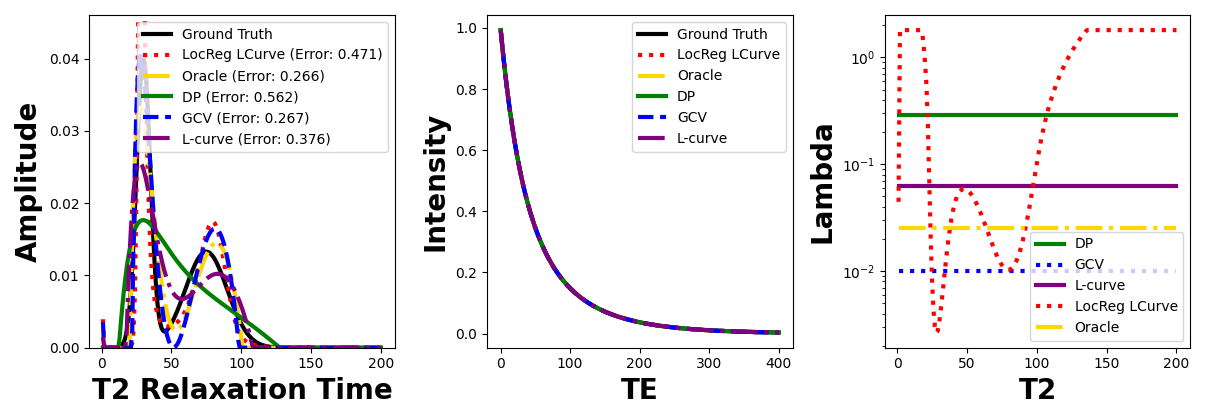 Amplitude
0.04
0.03
0.02
0.01
0.00
0
50
100
150
200
T2 Relaxation Time
Ground Truth
LocReg LCurve (Error: 0.471)
Oracle (Error: 0.266)
DP (Error: 0.562)
GCV (Error: 0.267)
L-curve (Error: 0.376)
Intensity
1.0
0.8
0.6
0.4
0.2
0.0
0
100
200
300
400
TE
Ground Truth
LocReg LCurve
Oracle
DP
GCV
L-curve
Lambda
10⁰
10⁻¹
10⁻²
0
50
100
150
200
T2
DP
GCV
L-curve
LocReg LCurve
Oracle